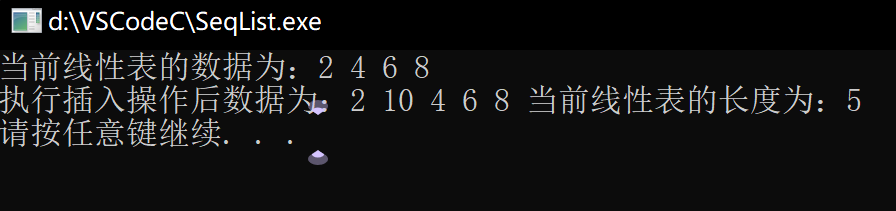 d:\VSCodeC\SeqList.exe
当前线性表的数据为：2 4 6 8
执行插入操作后数据为：2 10 4 6 8 当前线性表的长度为：5
请按任意键继续. . .